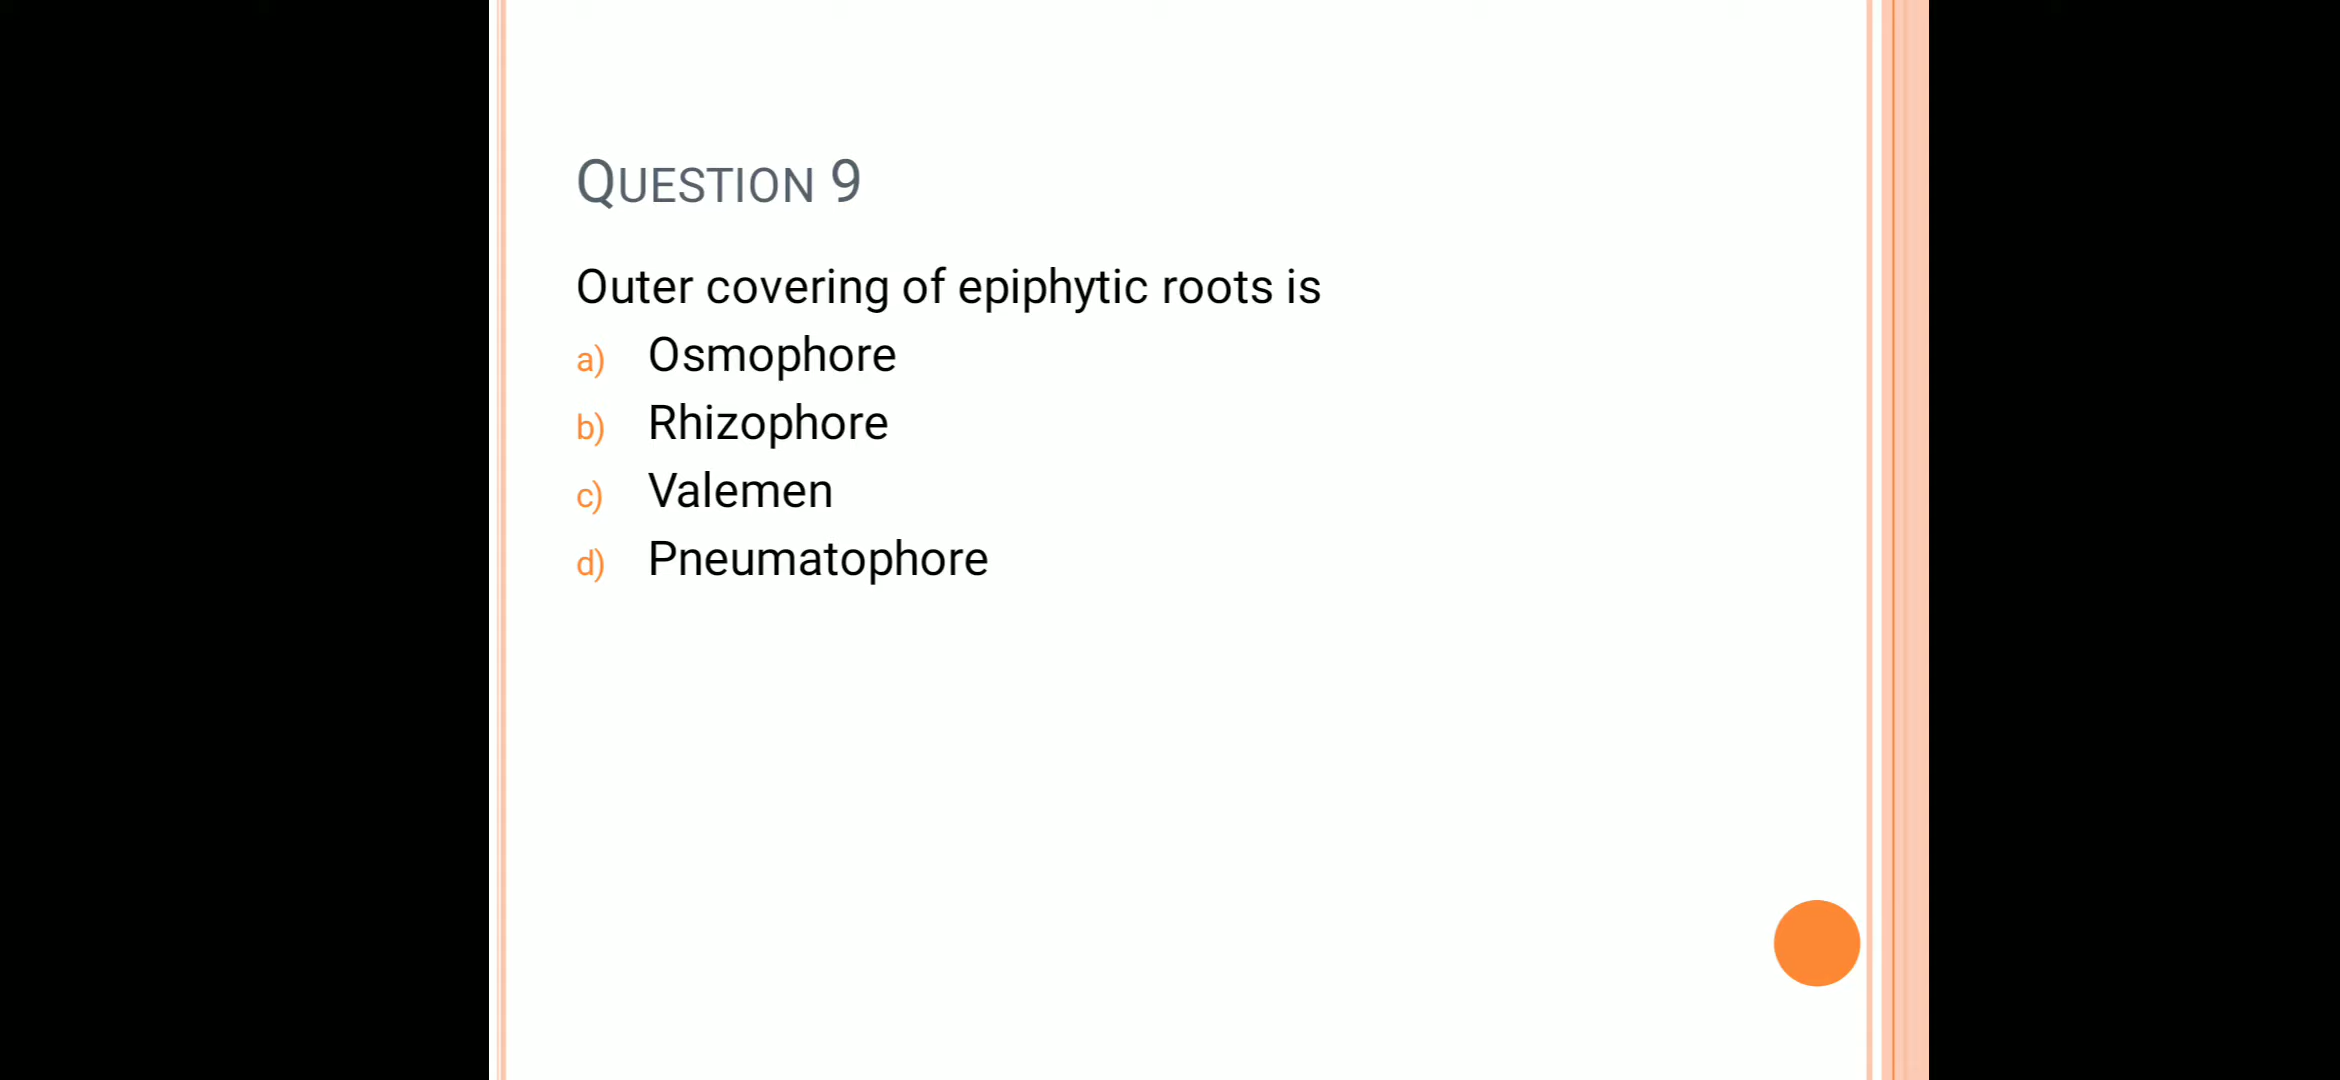 QUESTION 9
Outer covering of epiphytic roots is
a) Osmophore
b) Rhizophore
c) Valemen
d) Pneumatophore